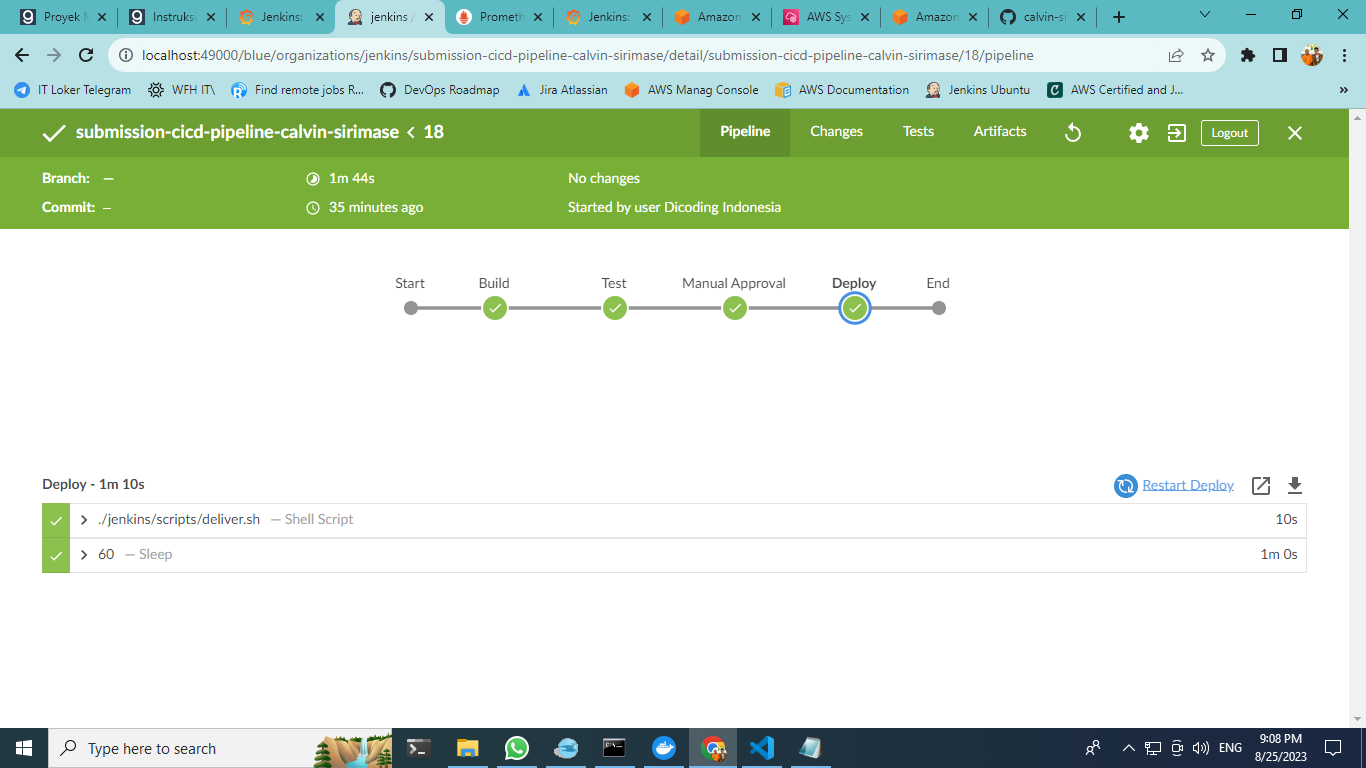 Proyek M
Instruksi
Jenkins:
jenkins /
Prometh
Jenkins:
Amazon
AWS Sys
Amazon
calvin-si
localhost:49000/blue/organizations/jenkins/submission-cicd-pipeline-calvin-sirimase/detail/submission-cicd-pipeline-calvin-sirimase/18/pipeline
IT Loker Telegram
WFH IT\
Find remote jobs R...
DevOps Roadmap
Jira Atlassian
AWS Manag Console
AWS Documentation
Jenkins Ubuntu
AWS Certified and J...
»
submission-cicd-pipeline-calvin-sirimase < 18
Pipeline
Changes
Tests
Artifacts
Logout
Branch: —
1m 44s
No changes
Commit: —
35 minutes ago
Started by user Dicoding Indonesia
Start
Build
Test
Manual Approval
Deploy
End
Deploy - 1m 10s
Restart Deploy
./jenkins/scripts/deliver.sh — Shell Script
10s
60 — Sleep
1m 0s
Type here to search
ENG
9:08 PM
8/25/2023